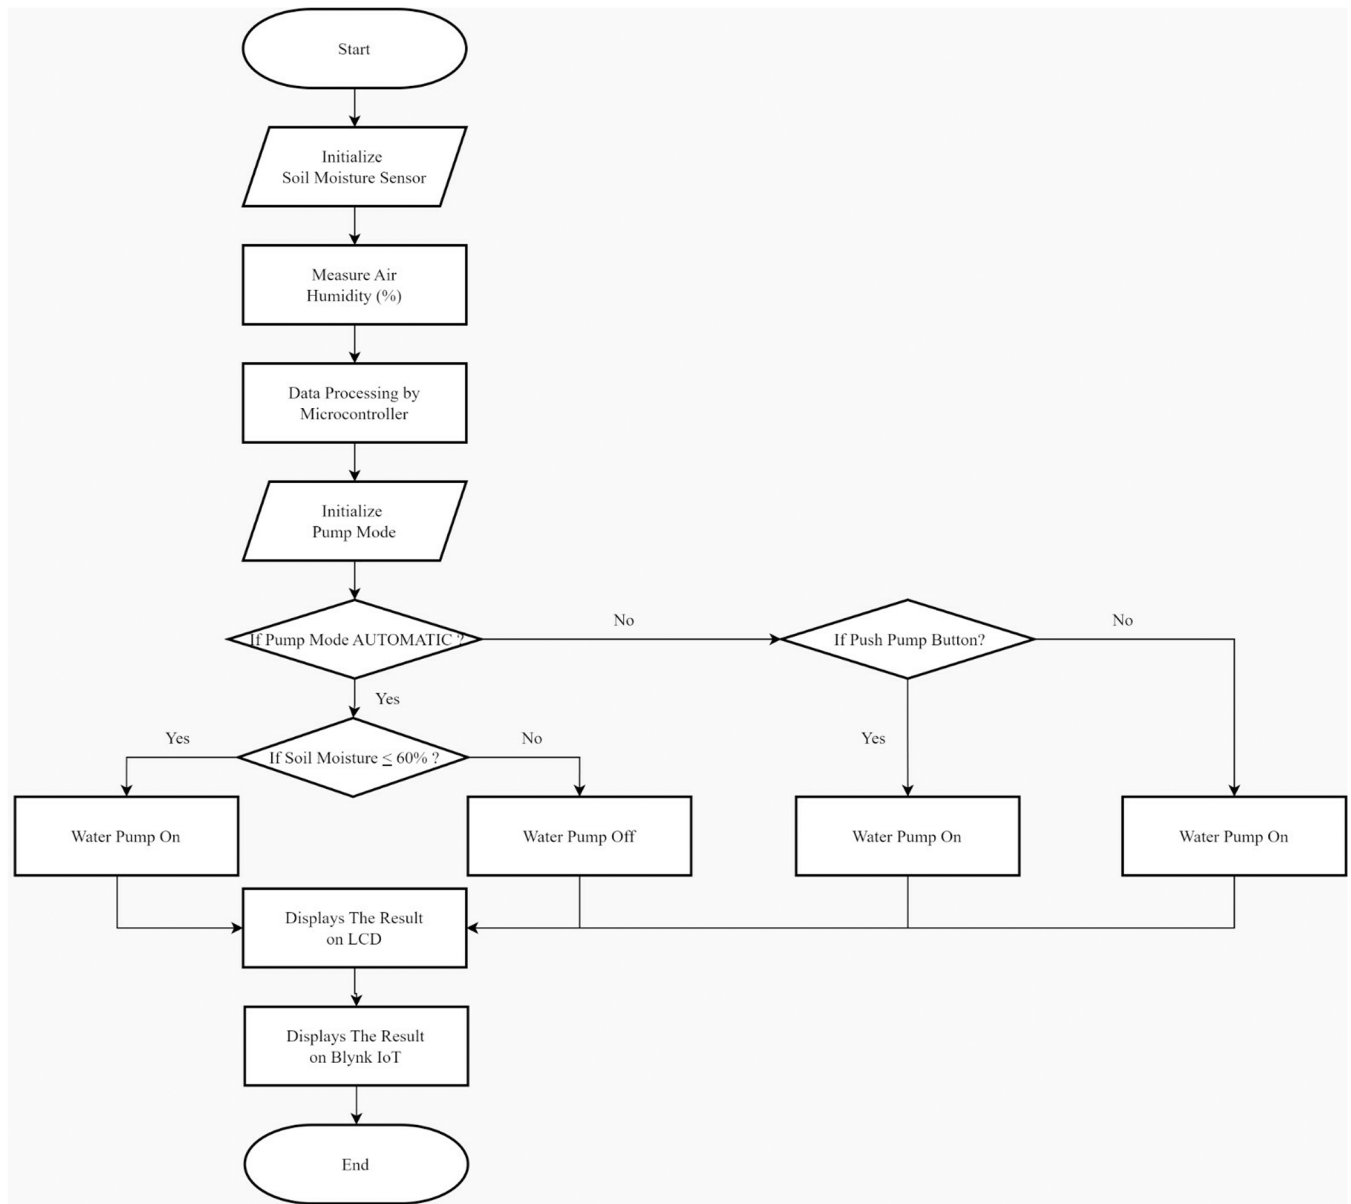 Start
Initialize
Soil Moisture Sensor
Measure Air
Humidity (%)
Data Processing by
Microcontroller
Initialize
Pump Mode
If Pump Mode AUTOMATIC ?
No
If Push Pump Button?
No
Yes
Yes
If Soil Moisture ≤ 60% ?
No
Yes
Water Pump On
Water Pump Off
Water Pump On
Water Pump On
Displays The Result
on LCD
Displays The Result
on Blynk IoT
End